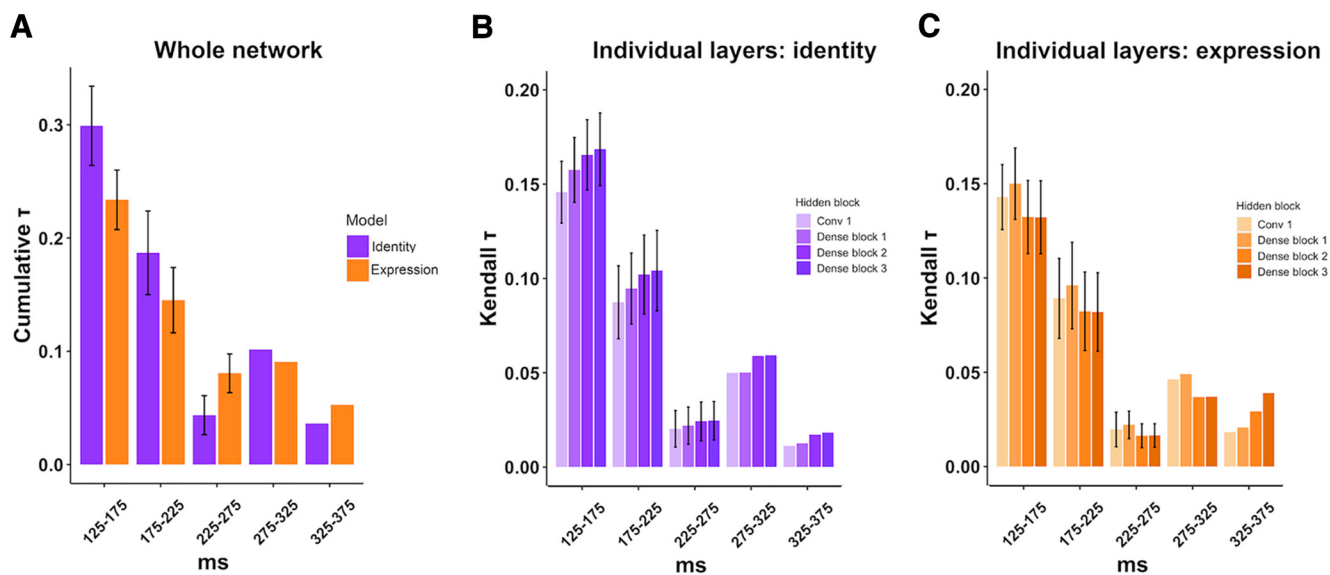 A
Whole network
Cumulative τ
0.3
0.2
0.1
0.0
125-175
175-225
225-275
275-325
325-375
ms
Model
Identity
Expression
B
Individual layers: identity
Kendall τ
0.20
0.15
0.10
0.05
0.00
125-175
175-225
225-275
275-325
325-375
ms
Hidden block
Conv 1
Dense block 1
Dense block 2
Dense block 3
C
Individual layers: expression
Kendall τ
0.20
0.15
0.10
0.05
0.00
125-175
175-225
225-275
275-325
325-375
ms
Hidden block
Conv 1
Dense block 1
Dense block 2
Dense block 3